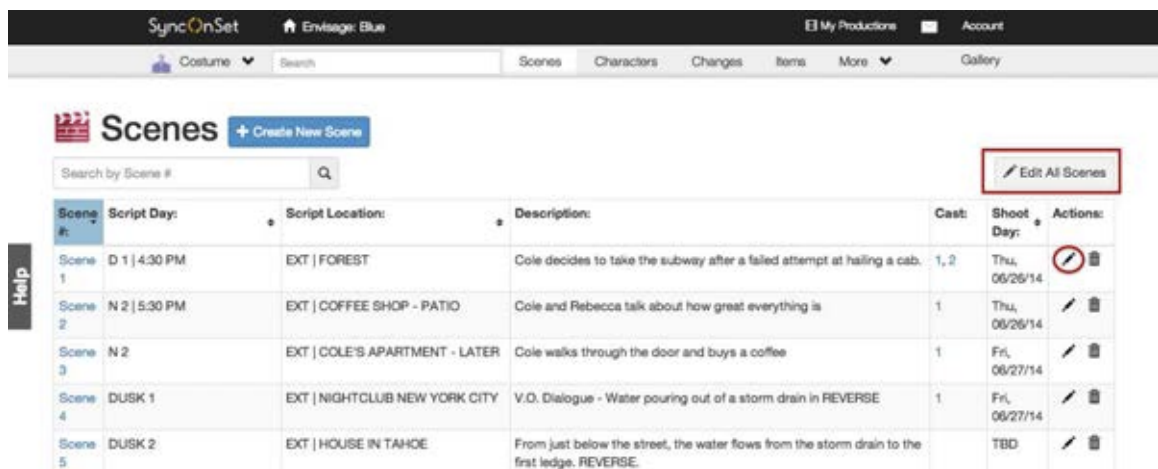 SyncOnSet Envisage: Blue My Productions Account
Costume Search Scenes Characters Changes Items More Gallery
Scenes + Create New Scene
Search by Scene # Edit All Scenes
Scene #: Script Day: Script Location: Description: Cast: Shoot Day: Actions:
Scene 1 D 1 | 4:30 PM EXT | FOREST Cole decides to take the subway after a failed attempt at hailing a cab. 1, 2 Thu, 06/26/14
Scene 2 N 2 | 5:30 PM EXT | COFFEE SHOP - PATIO Cole and Rebecca talk about how great everything is 1 Thu, 06/26/14
Scene 3 N 2 EXT | COLE'S APARTMENT - LATER Cole walks through the door and buys a coffee 1 Fri, 06/27/14
Scene 4 DUSK 1 EXT | NIGHTCLUB NEW YORK CITY V.O. Dialogue - Water pouring out of a storm drain in REVERSE 1 Fri, 06/27/14
Scene 5 DUSK 2 EXT | HOUSE IN TAHOE From just below the street, the water flows from the storm drain to the TBD
first ledge. REVERSE.
Help